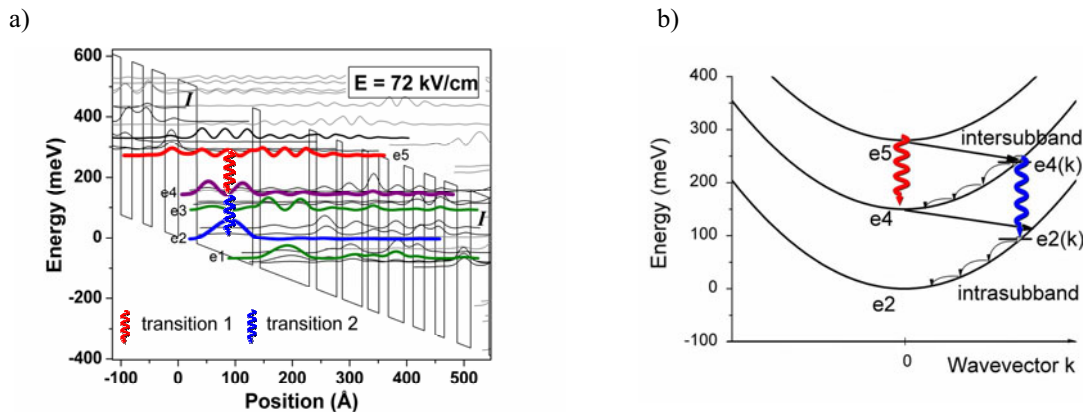 a)
b)
600
400
200
0
-200
-400
Energy (meV)
E = 72 kV/cm
I
e5
e4
e3
e2
e1
I
transition 1
transition 2
-100 0 100 200 300 400 500
Position (Å)
400
300
200
100
0
-100
Energy (meV)
intersubband
e5
e4(k)
e4
e2(k)
e2
intrasubband
0
Wavevector k